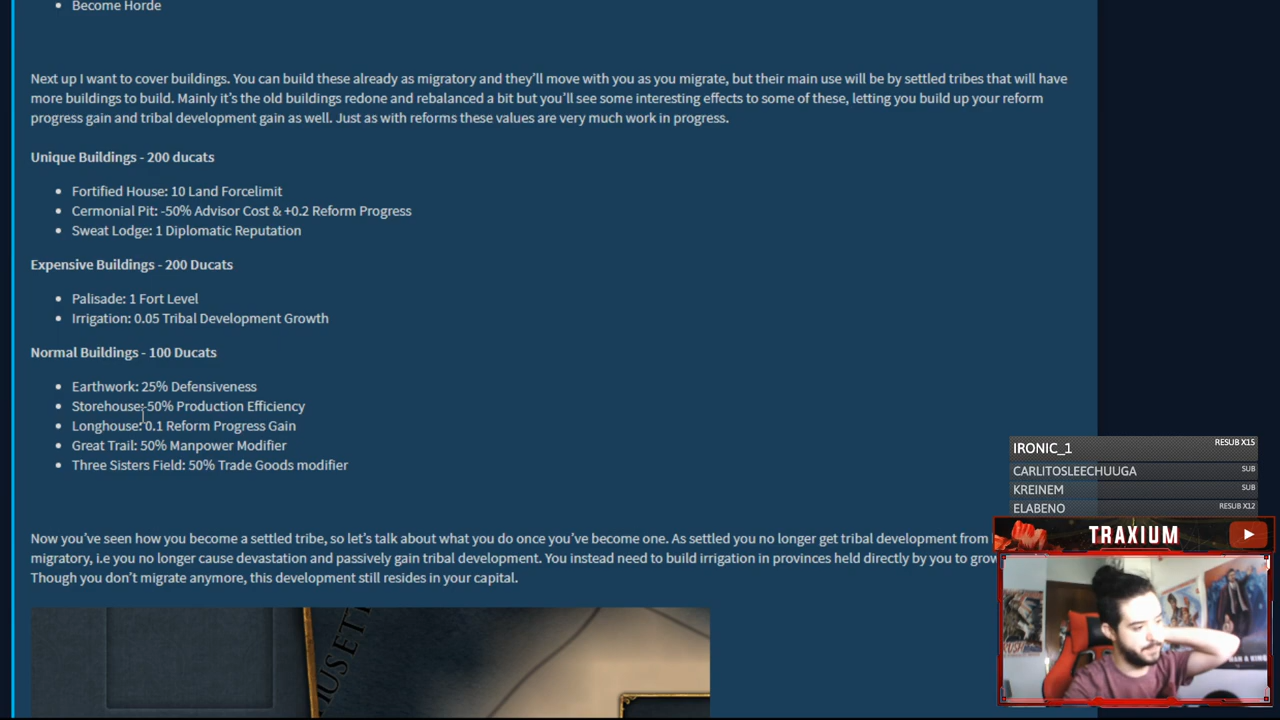 Become Horde
Next up I want to cover buildings. You can build these already as migratory and they'll move with you as you migrate, but their main use will be by settled tribes that will have
more buildings to build. Mainly it's the old buildings redone and rebalanced a bit but you'll see some interesting effects to some of these, letting you build up your reform
progress gain and tribal development gain as well. Just as with reforms these values are very much work in progress.
Unique Buildings - 200 ducats
Fortified House: 10 Land Forcelimit
Cermonial Pit: -50% Advisor Cost & +0.2 Reform Progress
Sweat Lodge: 1 Diplomatic Reputation
Expensive Buildings - 200 Ducats
Palisade: 1 Fort Level
Irrigation: 0.05 Tribal Development Growth
Normal Buildings - 100 Ducats
Earthwork: 25% Defensiveness
Storehouse: 50% Production Efficiency
Longhouse: 0.1 Reform Progress Gain
Great Trail: 50% Manpower Modifier
Three Sisters Field: 50% Trade Goods modifier
IRONIC_1 RESUB X15
CARLITOSLEECHUUGA SUB
KREINEM SUB
ELABENO RESUB X12
TRAXIUM
Now you've seen how you become a settled tribe, so let's talk about what you do once you've become one. As settled you no longer get tribal development from
migratory, i.e you no longer cause devastation and passively gain tribal development. You instead need to build irrigation in provinces held directly by you to
Though you don't migrate anymore, this development still resides in your capital.